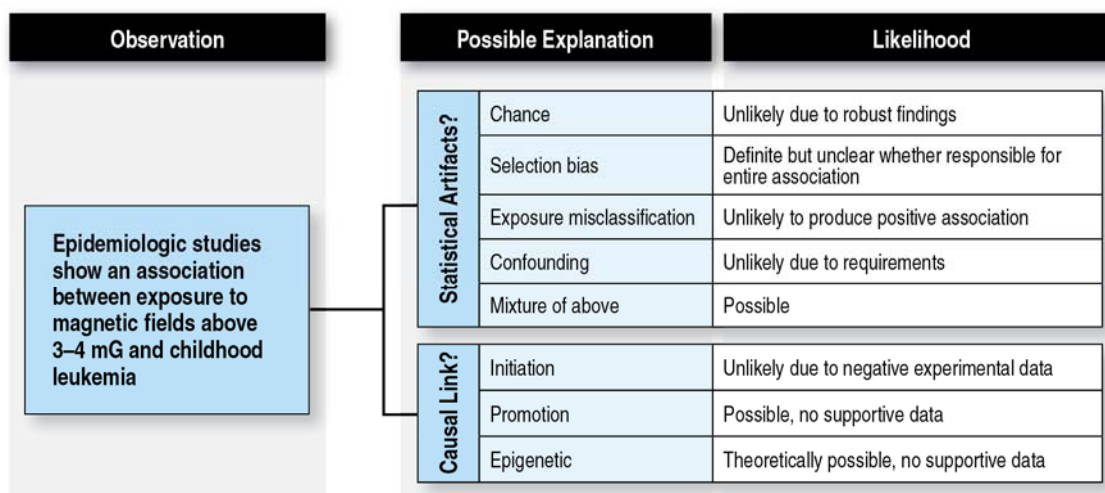 Observation
Possible Explanation
Likelihood
Epidemiologic studies
show an association
between exposure to
magnetic fields above
3–4 mG and childhood
leukemia
Statistical Artifacts?
Chance
Unlikely due to robust findings
Selection bias
Definite but unclear whether responsible for
entire association
Exposure misclassification
Unlikely to produce positive association
Confounding
Unlikely due to requirements
Mixture of above
Possible
Causal Link?
Initiation
Unlikely due to negative experimental data
Promotion
Possible, no supportive data
Epigenetic
Theoretically possible, no supportive data